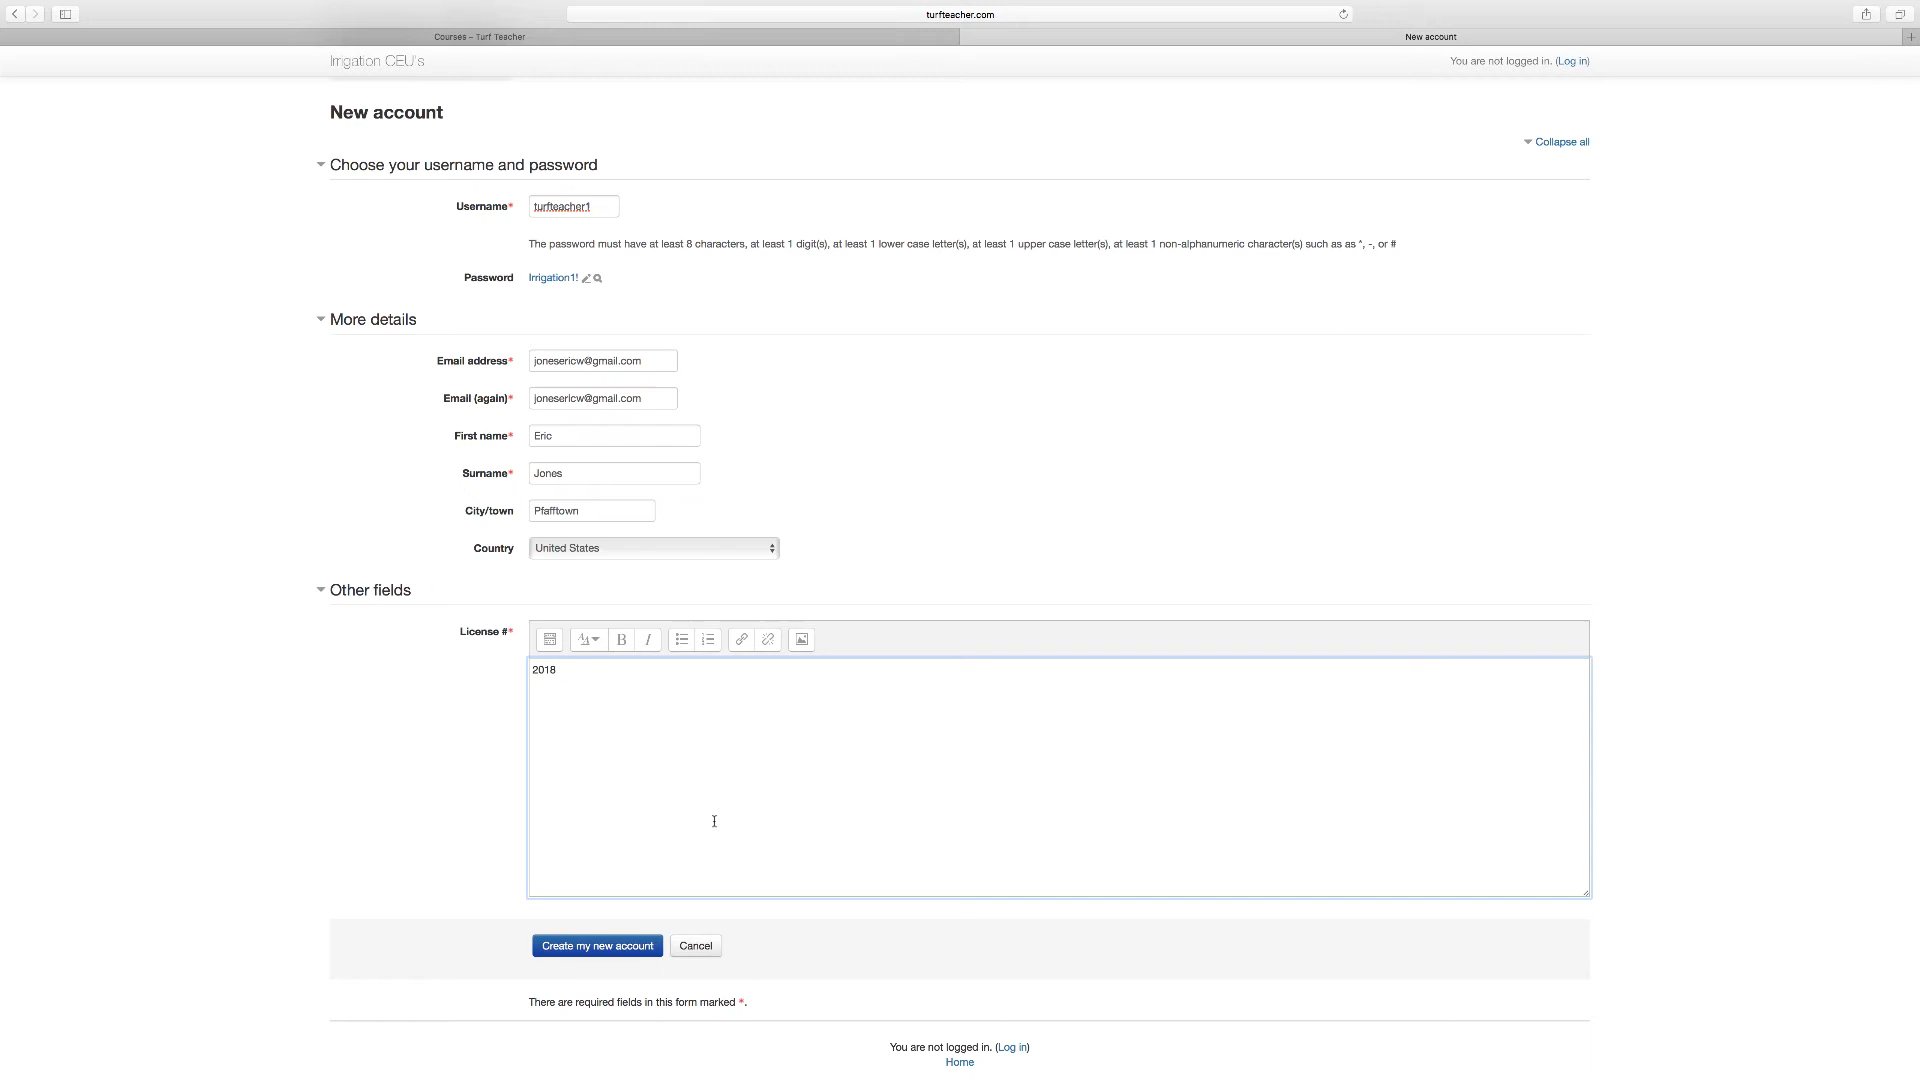 turfteacher.com
Courses – Turf Teacher
New account
Irrigation CEU's
You are not logged in. (Log in)
New account
Collapse all
Choose your username and password
Username*
turfteacher1
The password must have at least 8 characters, at least 1 digit(s), at least 1 lower case letter(s), at least 1 upper case letter(s), at least 1 non-alphanumeric character(s) such as as *, -, or #
Password
Irrigation1!
More details
Email address*
jonesericw@gmail.com
Email (again)*
jonesericw@gmail.com
First name*
Eric
Surname*
Jones
City/town
Pfafftown
Country
United States
Other fields
License #*
B I
2018
Create my new account
Cancel
There are required fields in this form marked *.
You are not logged in. (Log in)
Home